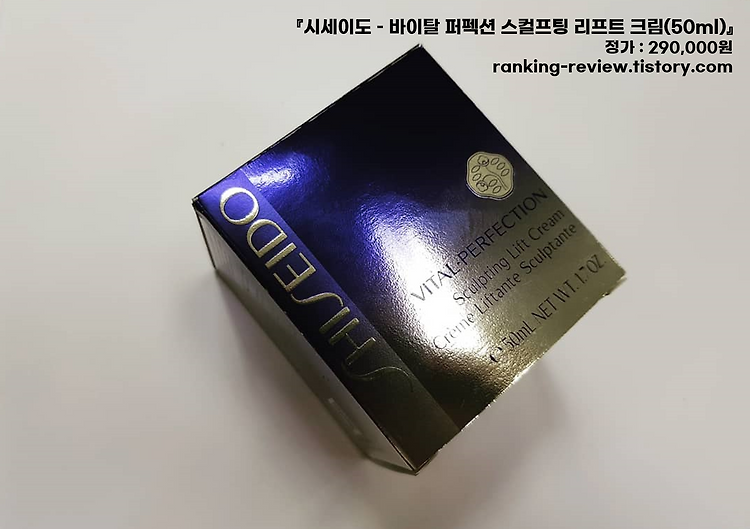 『시세이도 - 바이탈 퍼펙션 스컬프팅 리프트 크림(50ml)』
정가 : 290,000원
ranking-review.tistory.com
SHISEIDO
VITAL-PERFECTION
Sculpting Lift Cream
Crème Liftante Sculptante
℮ 50mL NET WT. 1.7 OZ.